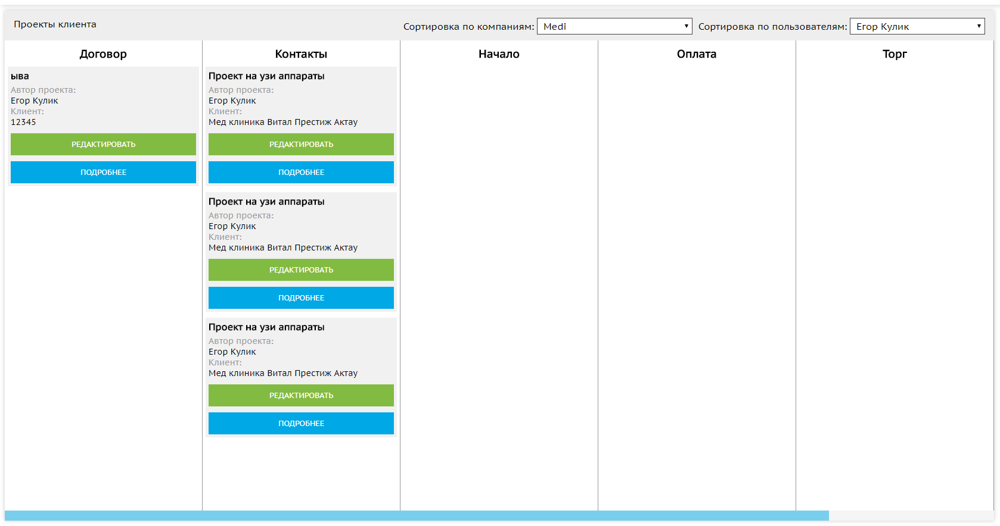 Проекты клиента
Сортировка по компаниям: Medi Сортировка по пользователям: Егор Кулик
Договор
ыва
Автор проекта:
Егор Кулик
Клиент:
12345
РЕДАКТИРОВАТЬ
ПОДРОБНЕЕ
Контакты
Проект на узи аппараты
Автор проекта:
Егор Кулик
Клиент:
Мед клиника Витал Престиж Актау
РЕДАКТИРОВАТЬ
ПОДРОБНЕЕ
Проект на узи аппараты
Автор проекта:
Егор Кулик
Клиент:
Мед клиника Витал Престиж Актау
РЕДАКТИРОВАТЬ
ПОДРОБНЕЕ
Проект на узи аппараты
Автор проекта:
Егор Кулик
Клиент:
Мед клиника Витал Престиж Актау
РЕДАКТИРОВАТЬ
ПОДРОБНЕЕ
Начало
Оплата
Торг